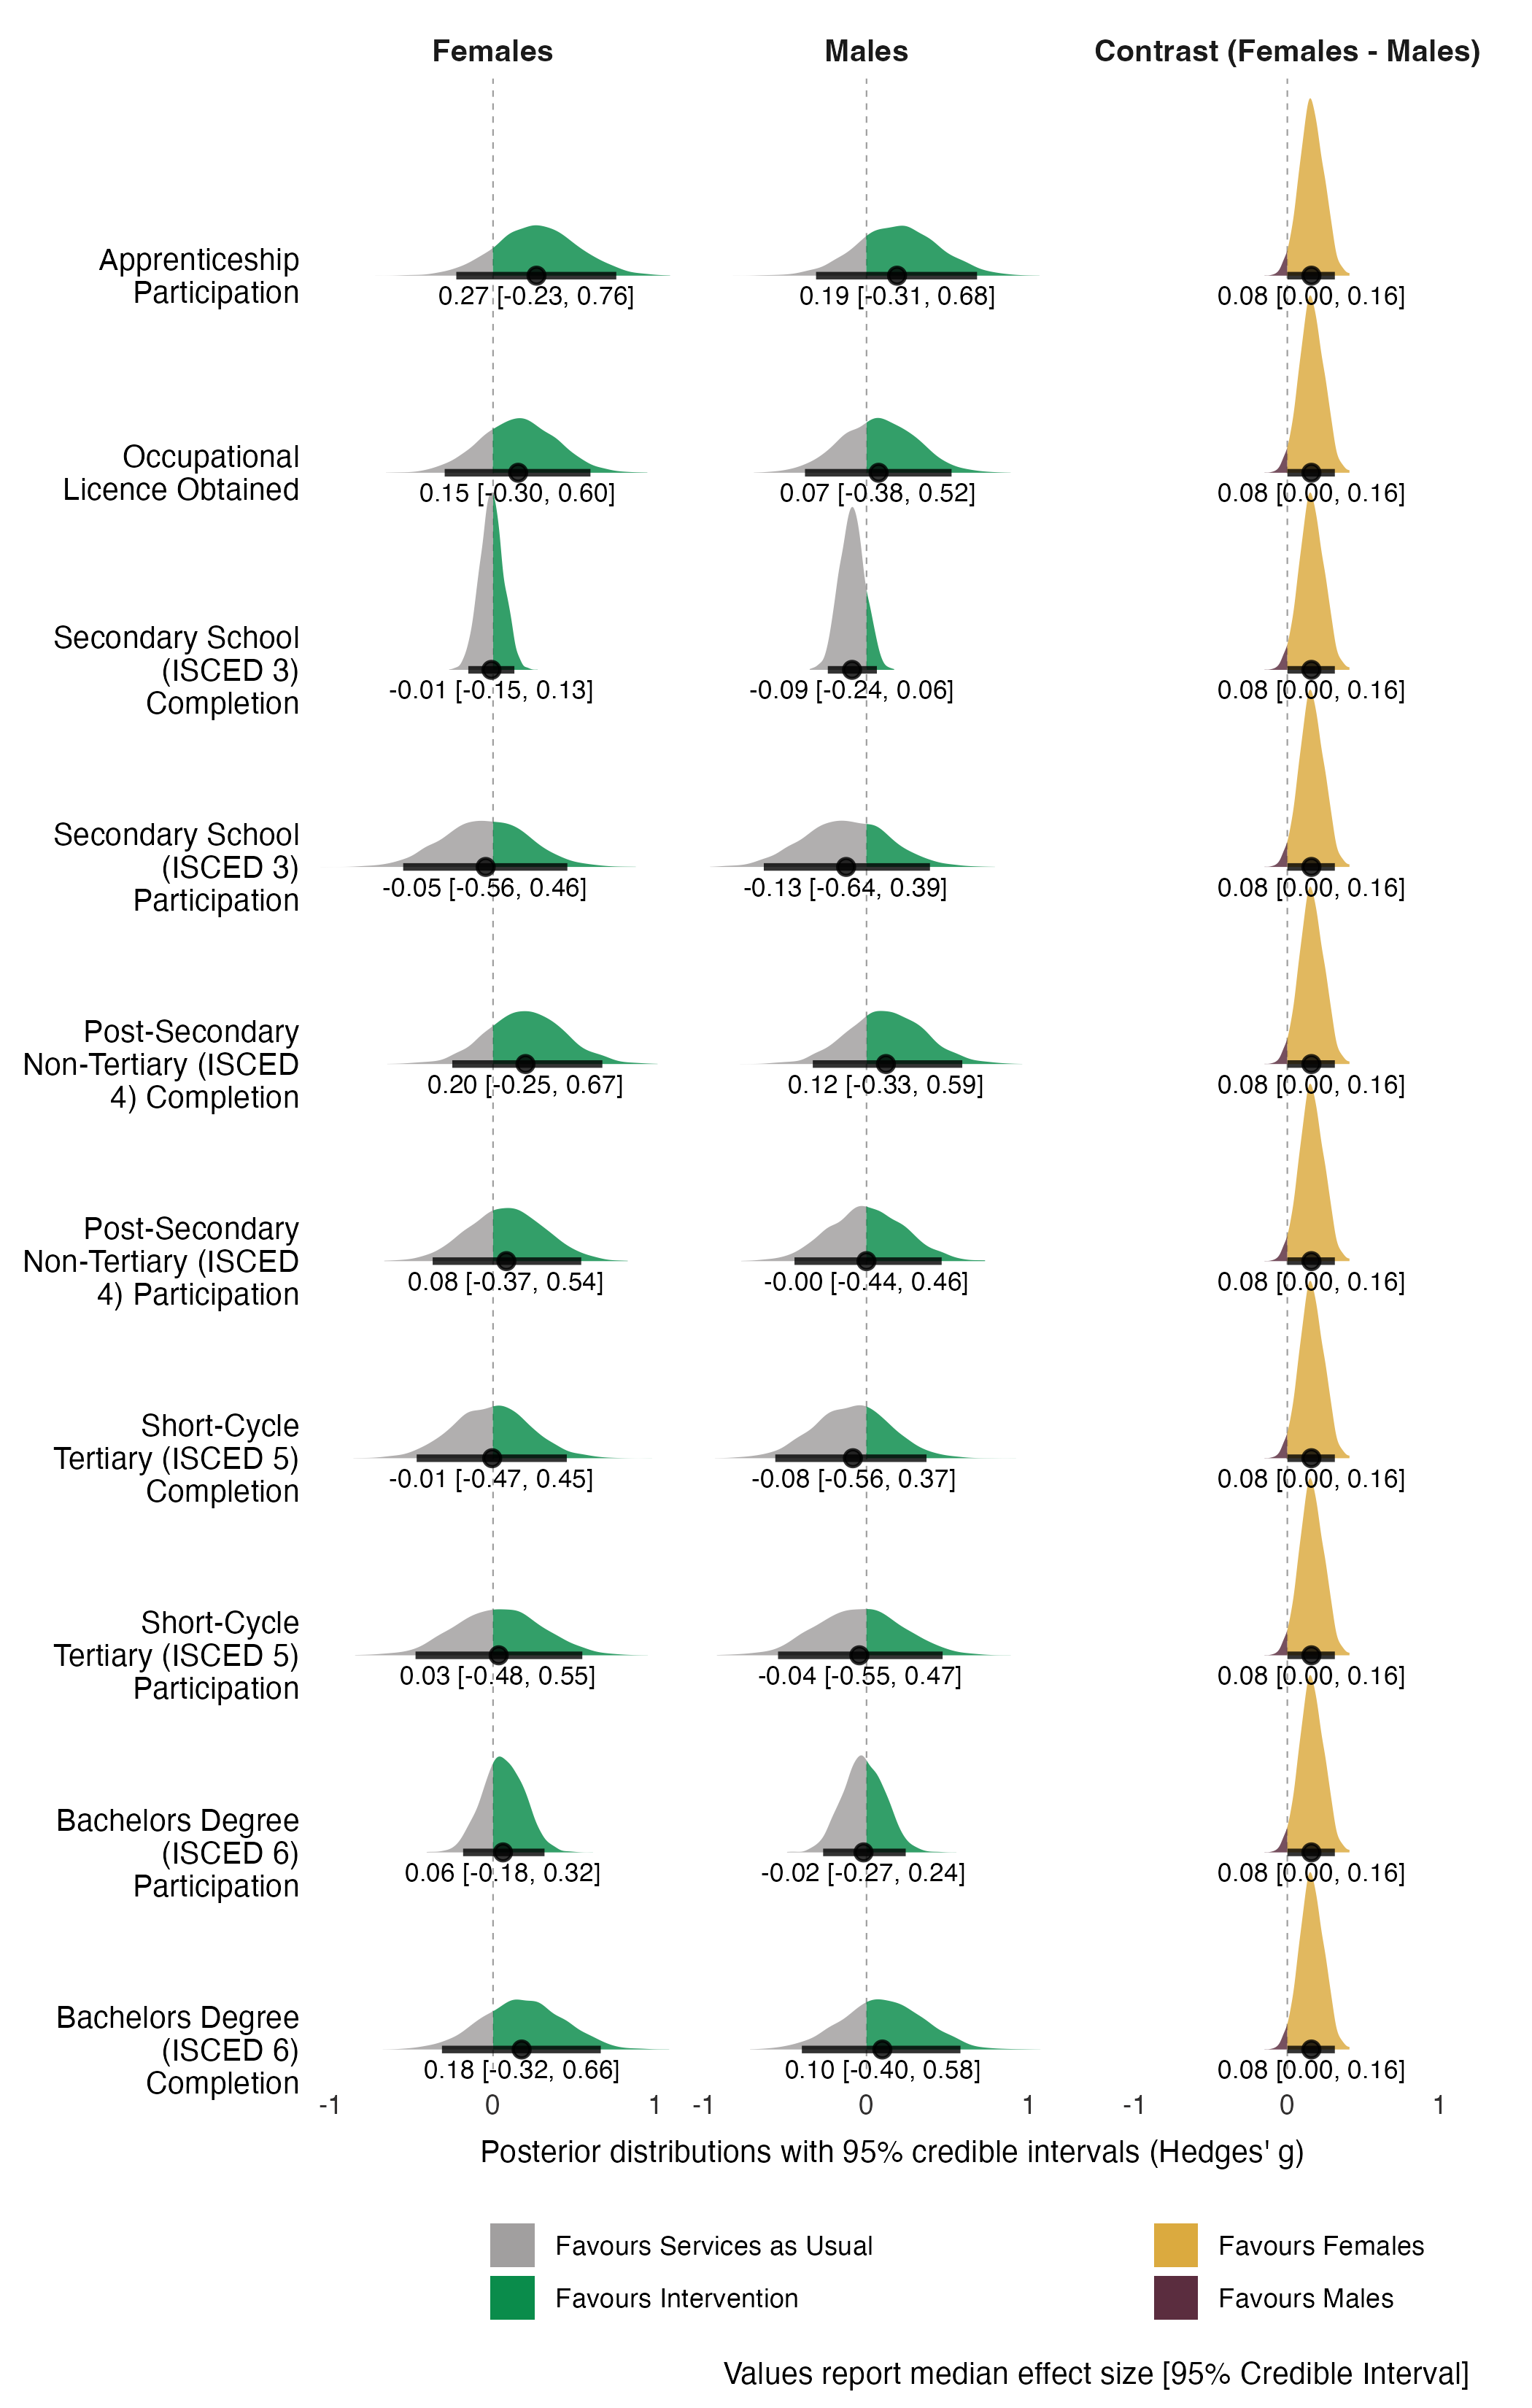 Females Males Contrast (Females - Males)
Apprenticeship
Participation
0.27 [-0.23, 0.76] 0.19 [-0.31, 0.68] 0.08 [0.00, 0.16]
Occupational
Licence Obtained
0.15 [-0.30, 0.60] 0.07 [-0.38, 0.52] 0.08 [0.00, 0.16]
Secondary School
(ISCED 3)
Completion
-0.01 [-0.15, 0.13] -0.09 [-0.24, 0.06] 0.08 [0.00, 0.16]
Secondary School
(ISCED 3)
Participation
-0.05 [-0.56, 0.46] -0.13 [-0.64, 0.39] 0.08 [0.00, 0.16]
Post-Secondary
Non-Tertiary (ISCED
4) Completion
0.20 [-0.25, 0.67] 0.12 [-0.33, 0.59] 0.08 [0.00, 0.16]
Post-Secondary
Non-Tertiary (ISCED
4) Participation
0.08 [-0.37, 0.54] -0.00 [-0.44, 0.46] 0.08 [0.00, 0.16]
Short-Cycle
Tertiary (ISCED 5)
Completion
-0.01 [-0.47, 0.45] -0.08 [-0.56, 0.37] 0.08 [0.00, 0.16]
Short-Cycle
Tertiary (ISCED 5)
Participation
0.03 [-0.48, 0.55] -0.04 [-0.55, 0.47] 0.08 [0.00, 0.16]
Bachelors Degree
(ISCED 6)
Participation
0.06 [-0.18, 0.32] -0.02 [-0.27, 0.24] 0.08 [0.00, 0.16]
Bachelors Degree
(ISCED 6)
Completion
0.18 [-0.32, 0.66] 0.10 [-0.40, 0.58] 0.08 [0.00, 0.16]
-1 0 1 -1 0 1 -1 0 1
Posterior distributions with 95% credible intervals (Hedges' g)
Favours Services as Usual Favours Females
Favours Intervention Favours Males
Values report median effect size [95% Credible Interval]